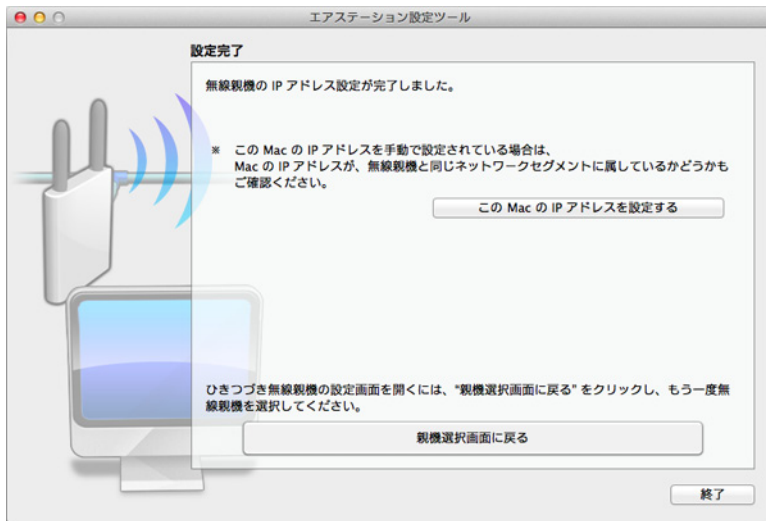 エアステーション設定ツール
設定完了
無線親機の IP アドレス設定が完了しました。
※ この Mac の IP アドレスを手動で設定されている場合は、
Mac の IP アドレスが、無線親機と同じネットワークセグメントに属しているかどうかも
ご確認ください。
この Mac の IP アドレスを設定する
ひきつづき無線親機の設定画面を開くには、“親機選択画面に戻る” をクリックし、もう一度無
線親機を選択してください。
親機選択画面に戻る
終了